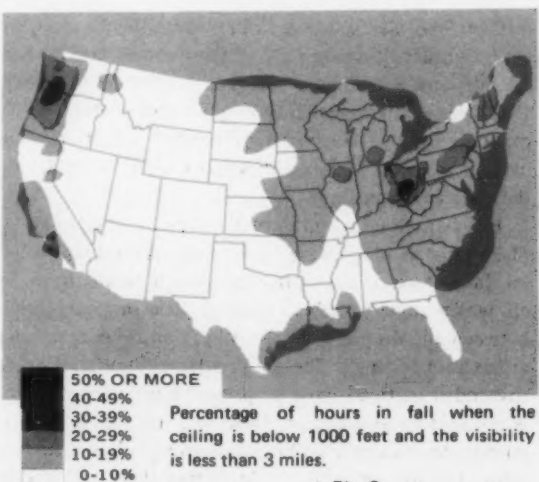 50% OR MORE
40-49%
30-39%
20-29%
10-19%
0-10%
Percentage of hours in fall when the
ceiling is below 1000 feet and the visibility
is less than 3 miles.